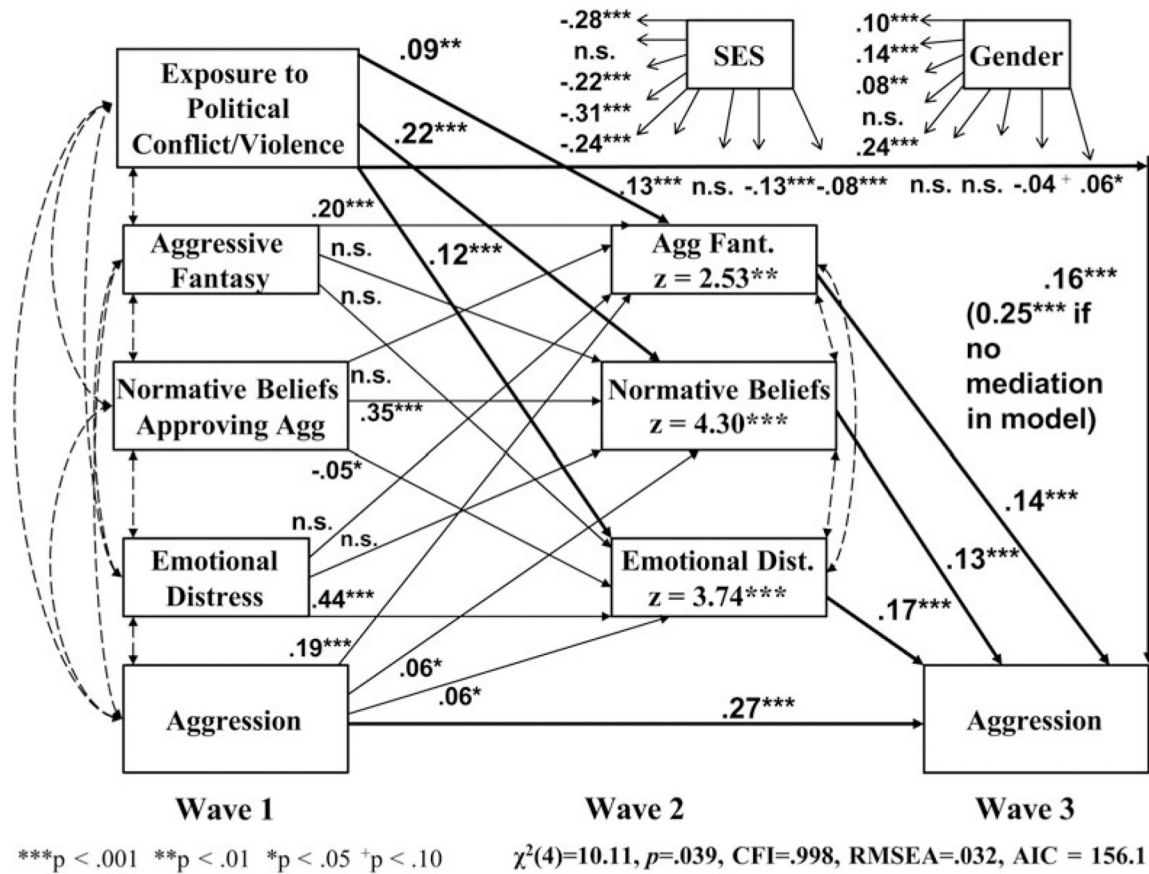 -.28***
n.s.
-.22***
-.31***
-.24***
SES
.10***
.14***
.08**
n.s.
.24***
Gender
.09**
Exposure to
Political
Conflict/Violence
.22***
.13*** n.s. -.13***-.08***
n.s. n.s. -.04 + .06*
.20***
Aggressive
Fantasy
n.s.
.12***
n.s.
Agg Fant.
z = 2.53**
.16***
(0.25*** if
no
mediation
in model)
Normative Beliefs
Approving Agg
n.s.
.35***
-.05*
Normative Beliefs
z = 4.30***
.14***
.13***
n.s.
n.s.
Emotional
Distress
.44***
Emotional Dist.
z = 3.74***
.17***
.19***
.06*
.06*
Aggression
.27***
Aggression
Wave 1
Wave 2
Wave 3
***p < .001 **p < .01 *p < .05 +p < .10
χ²(4)=10.11, p=.039, CFI=.998, RMSEA=.032, AIC = 156.1